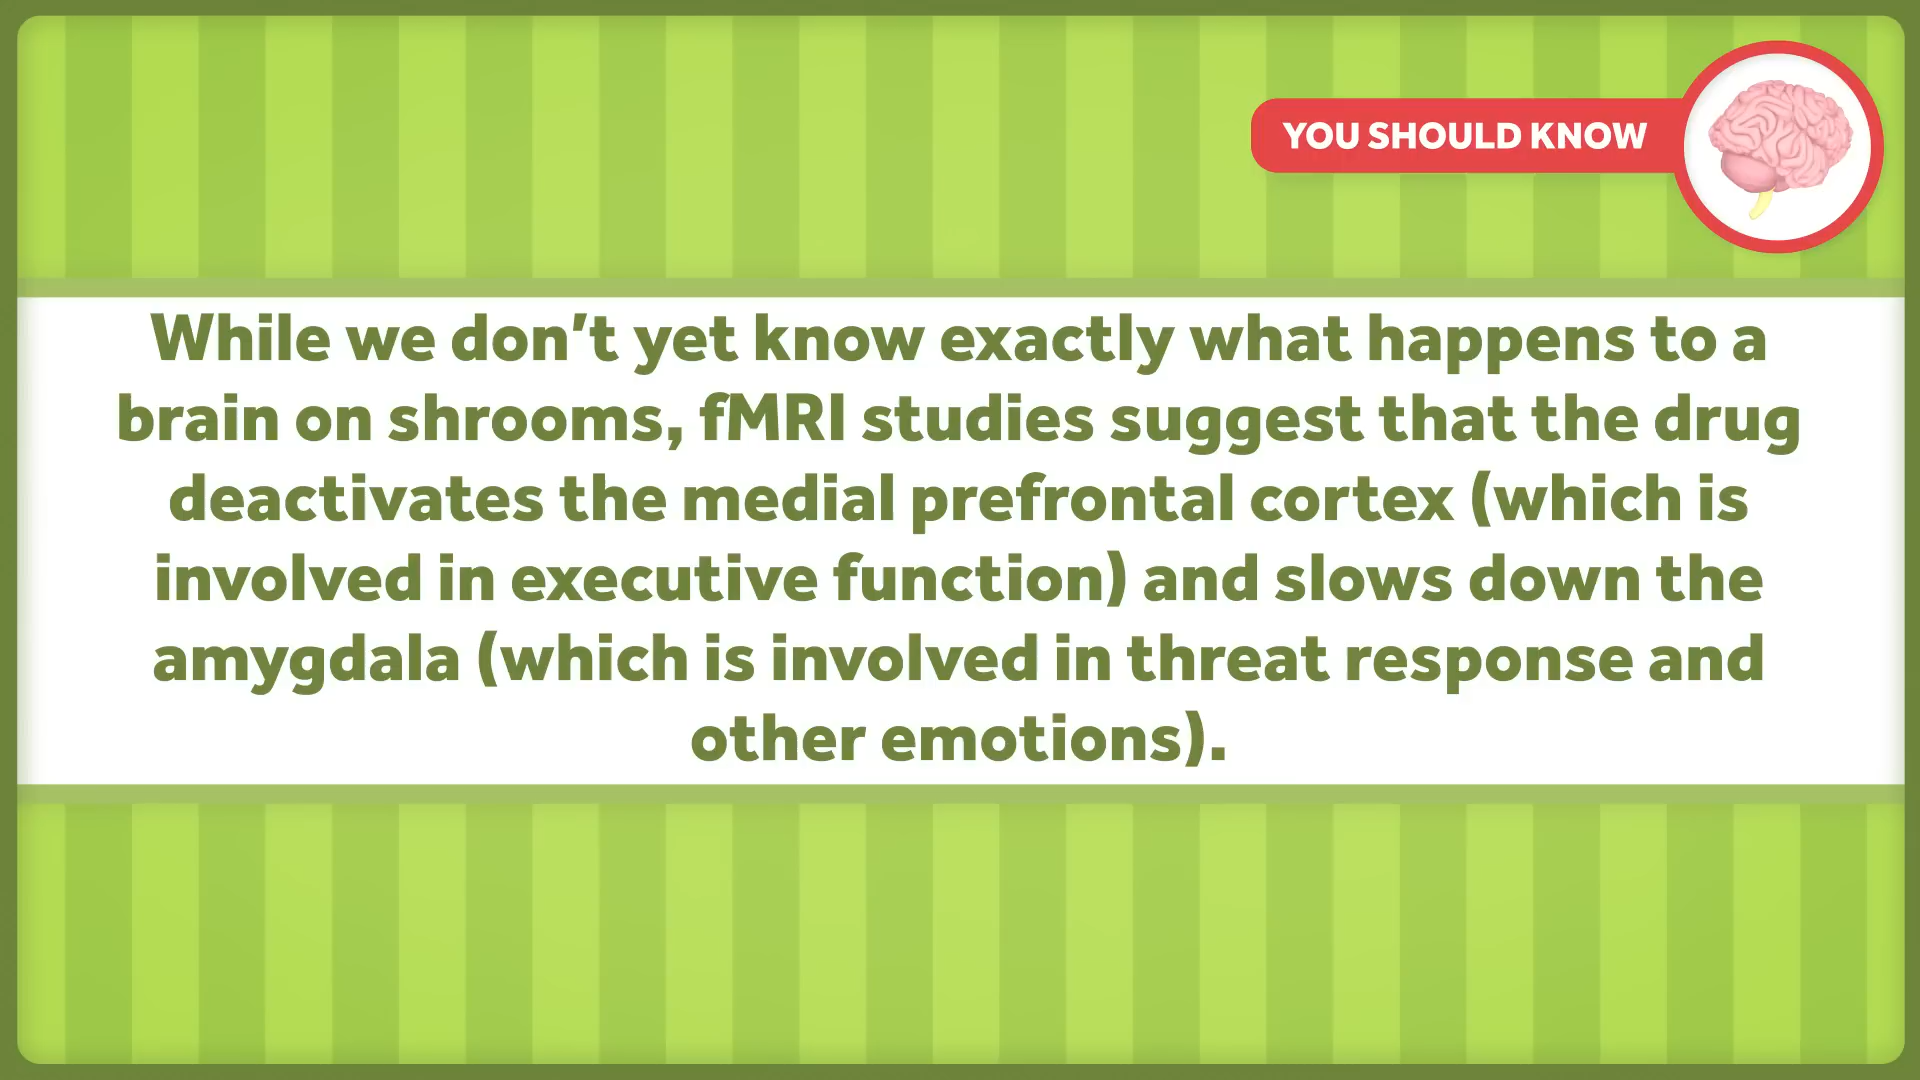 YOU SHOULD KNOW
While we don’t yet know exactly what happens to a
brain on shrooms, fMRI studies suggest that the drug
deactivates the medial prefrontal cortex (which is
involved in executive function) and slows down the
amygdala (which is involved in threat response and
other emotions).